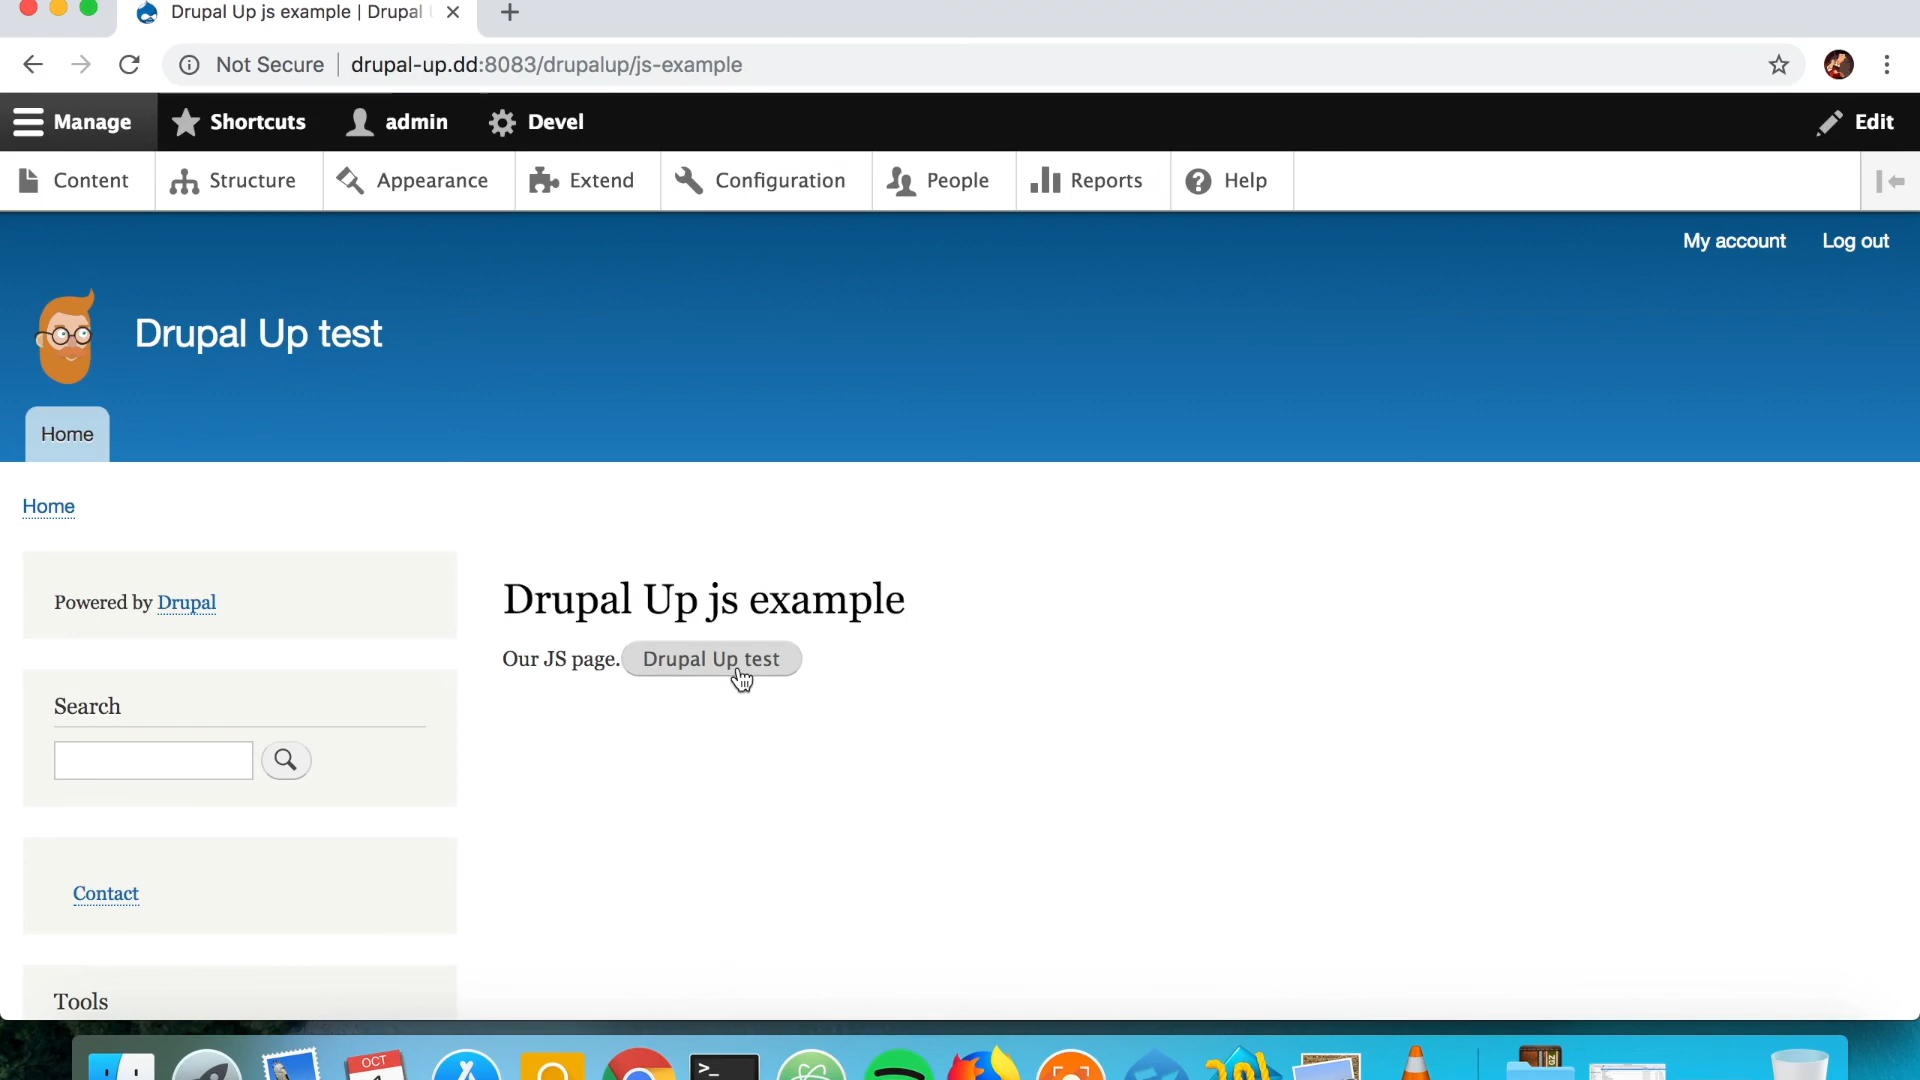 Drupal Up js example | Drupal
Not Secure | drupal-up.dd:8083/drupalup/js-example
Manage Shortcuts admin Devel Edit
Content Structure Appearance Extend Configuration People Reports Help
My account Log out
Drupal Up test
Home
Home
Powered by Drupal
Drupal Up js example
Our JS page. Drupal Up test
Search
Contact
Tools
OCT